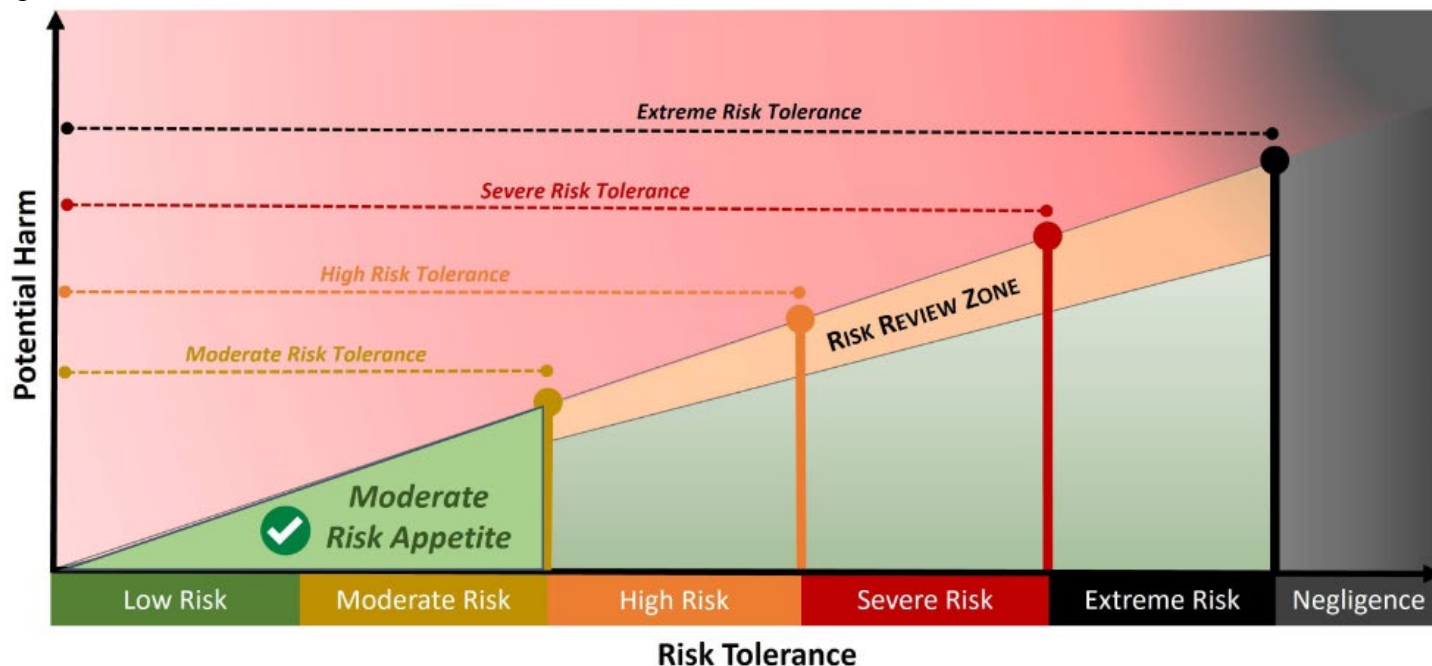 Extreme Risk Tolerance
Severe Risk Tolerance
High Risk Tolerance
Moderate Risk Tolerance
Potential Harm
RISK REVIEW ZONE
Moderate
Risk Appetite
Low Risk
Moderate Risk
High Risk
Severe Risk
Extreme Risk
Negligence
Risk Tolerance